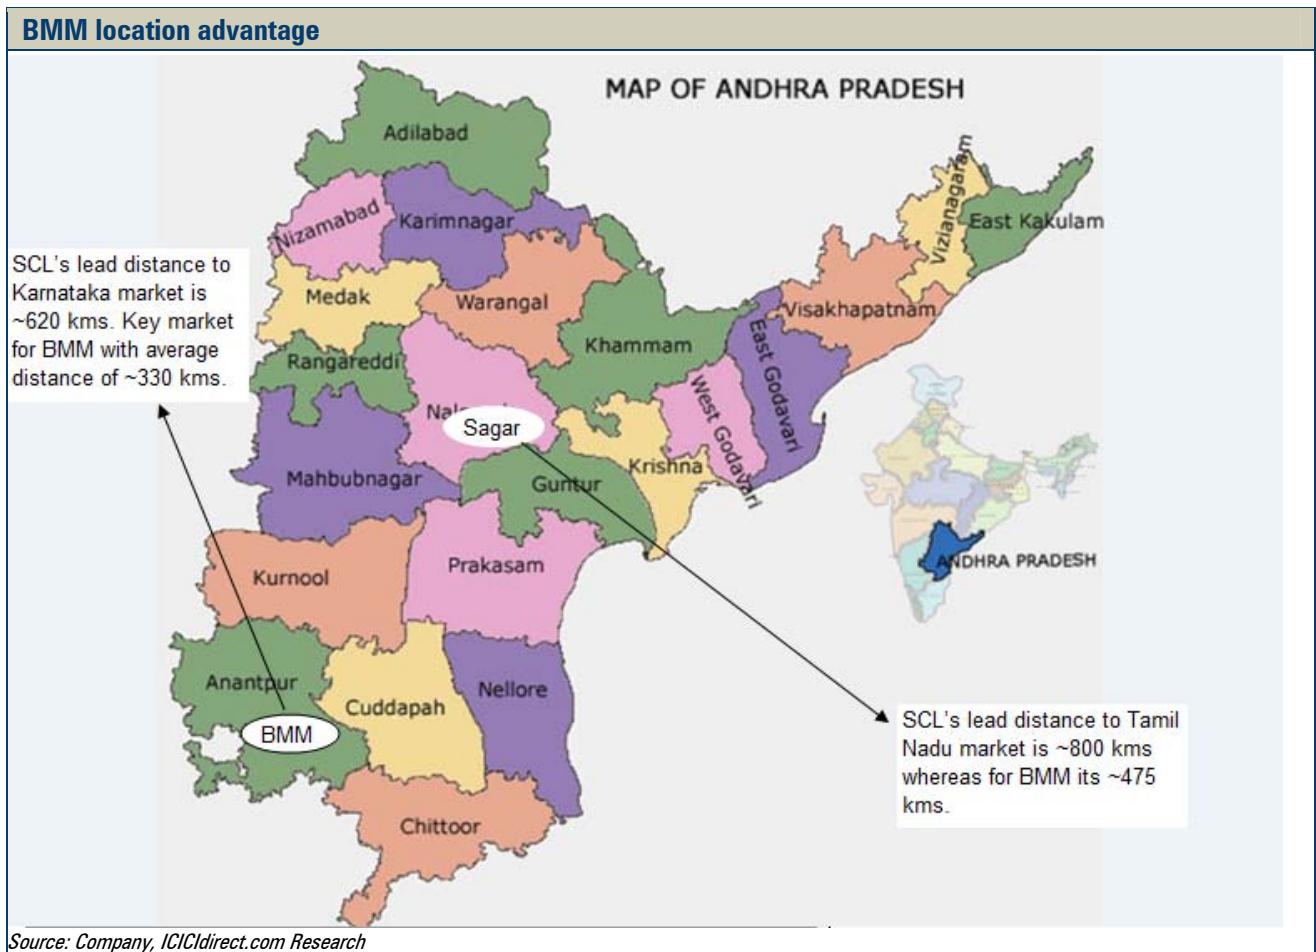 BMM location advantage
MAP OF ANDHRA PRADESH
Adilabad
Nizamabad
Karimnagar
Vizianagaram
East Kakulam
SCL's lead distance to
Karnataka market is
~620 kms. Key market
for BMM with average
distance of ~330 kms.
Medak
Warangal
Visakhapatnam
Rangareddi
Khammam
East Godavari
West Godavari
Sagar
Krishna
Mahbubnagar
Guntur
Prakasam
Kurnool
ANDHRA PRADESH
Anantpur
Nellore
Cuddapah
BMM
SCL's lead distance to Tamil
Nadu market is ~800 kms
whereas for BMM its ~475
kms.
Chittoor
Source: Company, ICICIdirect.com Research